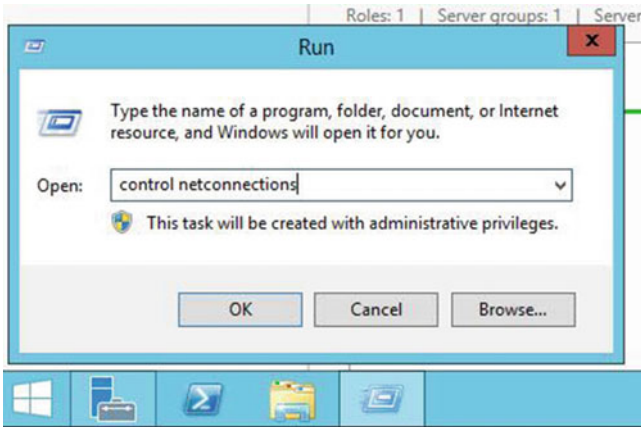 Roles: 1 | Server groups: 1 | Server
Run
Type the name of a program, folder, document, or Internet
resource, and Windows will open it for you.
Open: control netconnections
This task will be created with administrative privileges.
OK Cancel Browse...